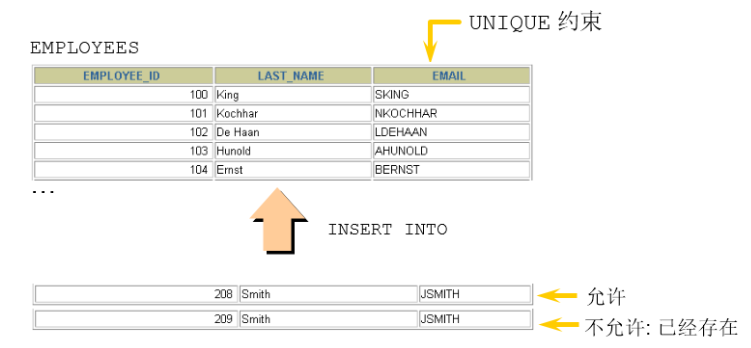 UNIQUE 约束
EMPLOYEES
EMPLOYEE_ID LAST_NAME EMAIL
100 King SKING
101 Kochhar NKOCHHAR
102 De Haan LDEHAAN
103 Hunold AHUNOLD
104 Ernst BERNST
...
INSERT INTO
208 Smith JSMITH 允许
209 Smith JSMITH 不允许: 已经存在